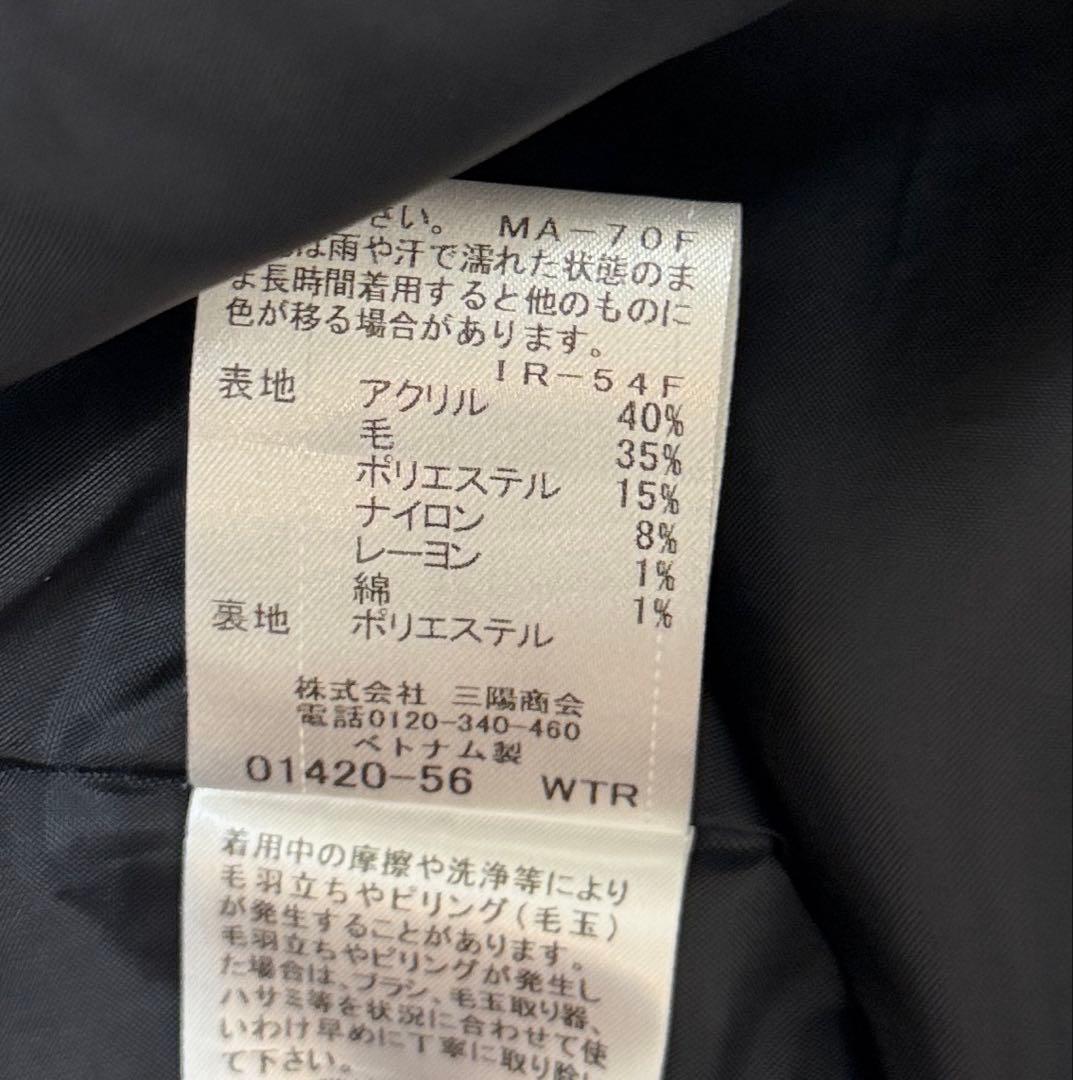 さい。 MA-70F
は雨や汗で濡れた状態のま
ま長時間着用すると他のものに
色が移る場合があります。
IR-54F
表地 アクリル 40%
毛 35%
ポリエステル 15%
ナイロン 8%
レーヨン 1%
綿 1%
裏地 ポリエステル
株式会社 三陽商会
電話0120-340-460
ベトナム製
01420-56 WTR
着用中の摩擦や洗浄等により
毛羽立ちやピリング(毛玉)
が発生することがあります。
毛羽立ちやピリングが発生し
た場合は、ブラシ、毛玉取り器、
ハサミ等を状況に合わせて使
いわけ早めに丁寧に取り除い
て下さい。